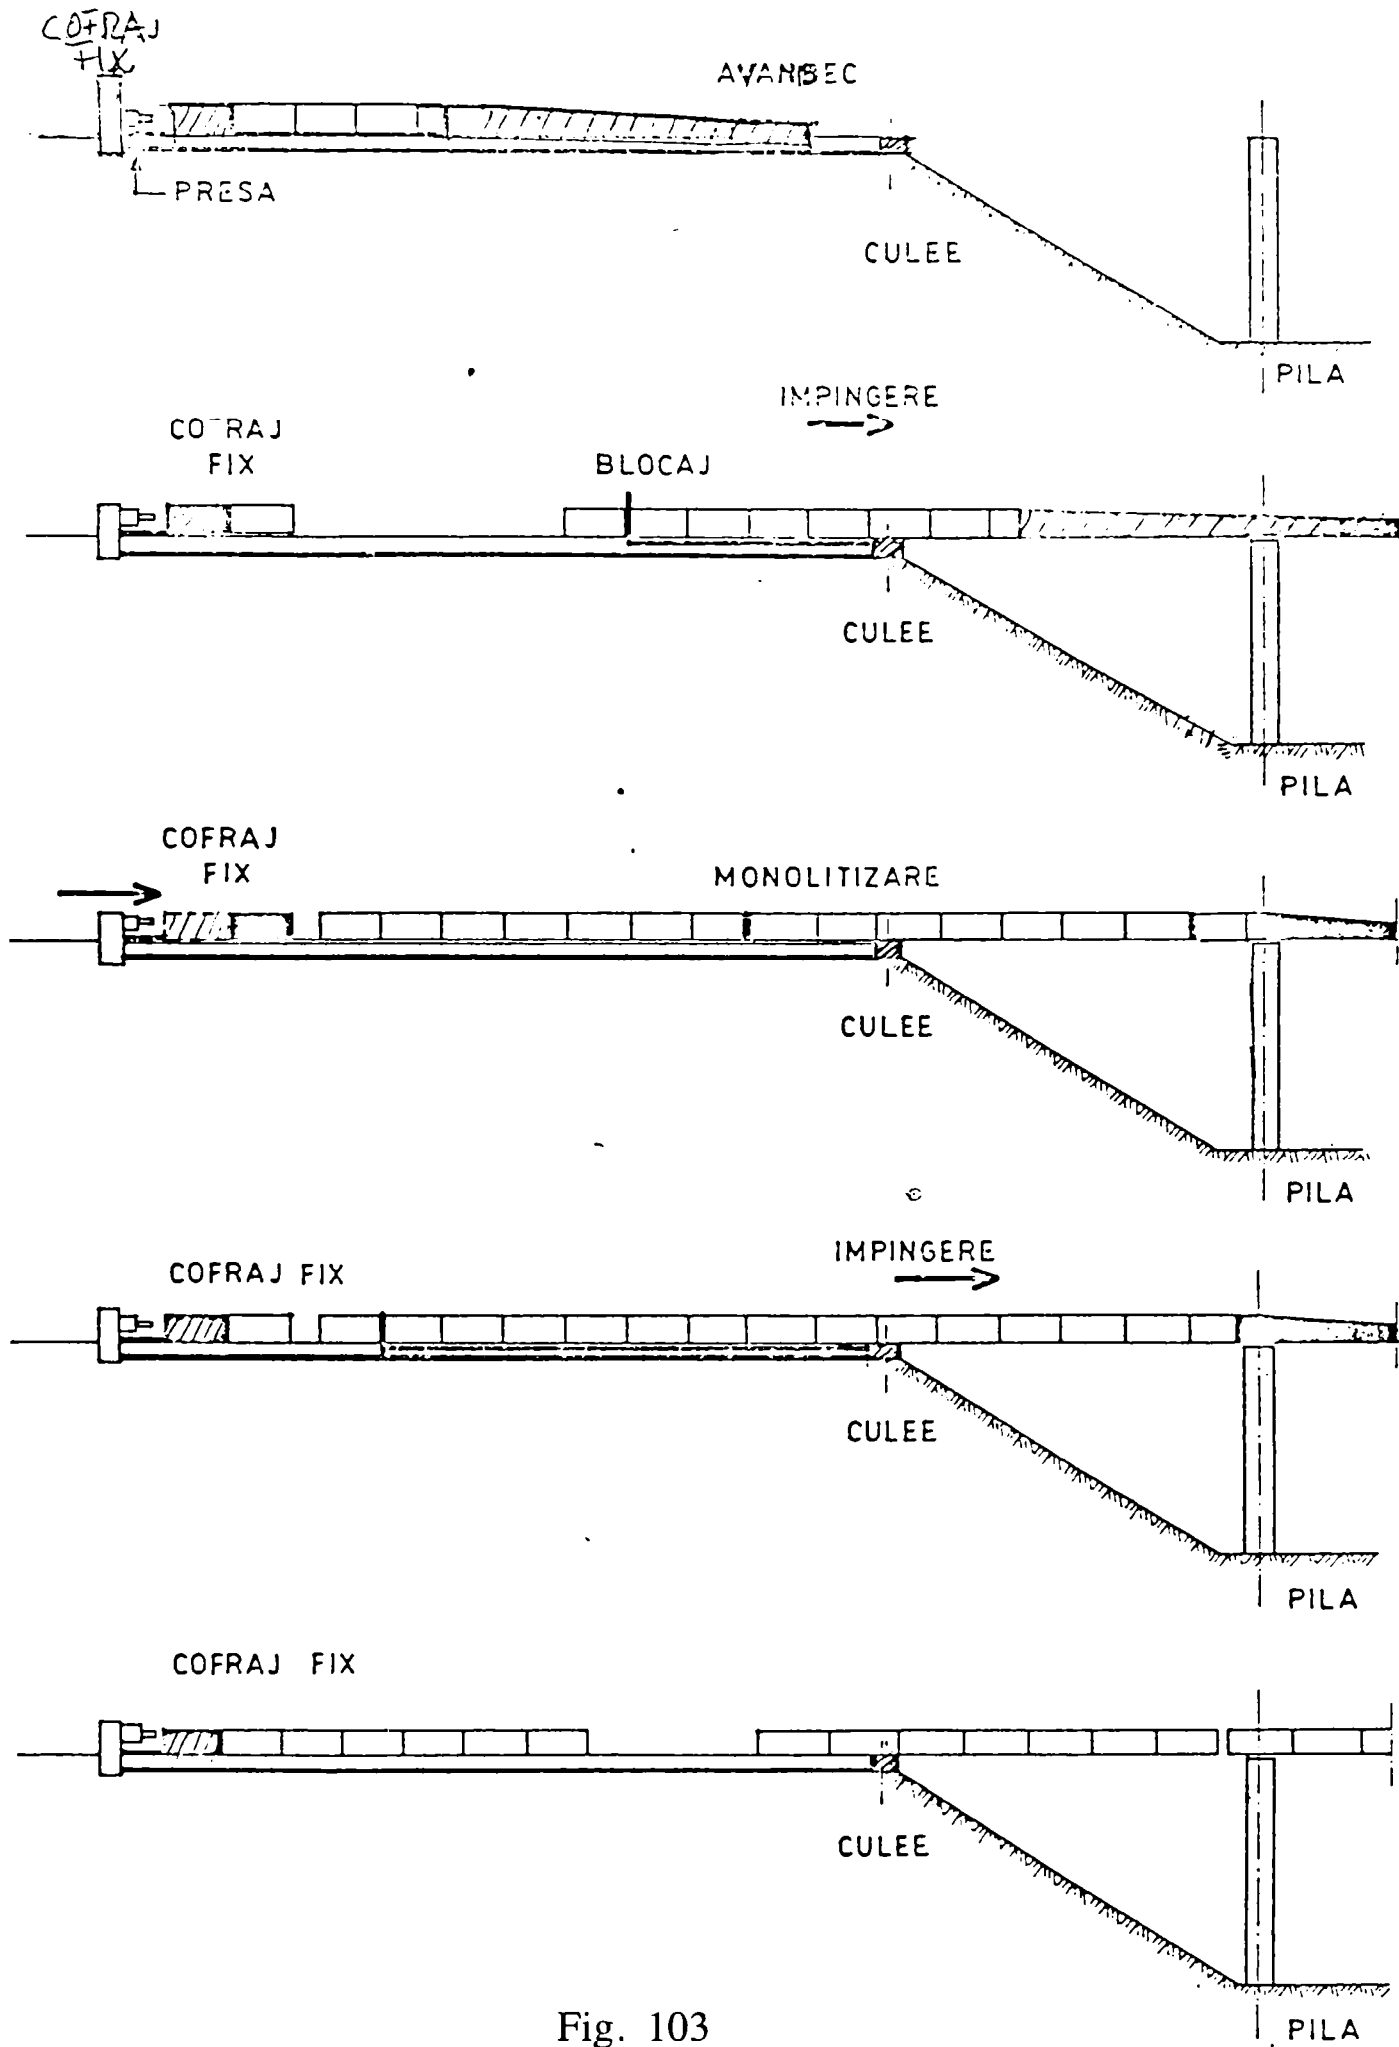 COFRAJ
FIX
AVANBEC
PRESA
CULEE
PILA
IMPINGERE
COFRAJ
FIX
BLOCAJ
CULEE
PILA
COFRAJ
FIX
MONOLITIZARE
CULEE
PILA
IMPINGERE
COFRAJ FIX
CULEE
PILA
COFRAJ FIX
CULEE
PILA
Fig. 103